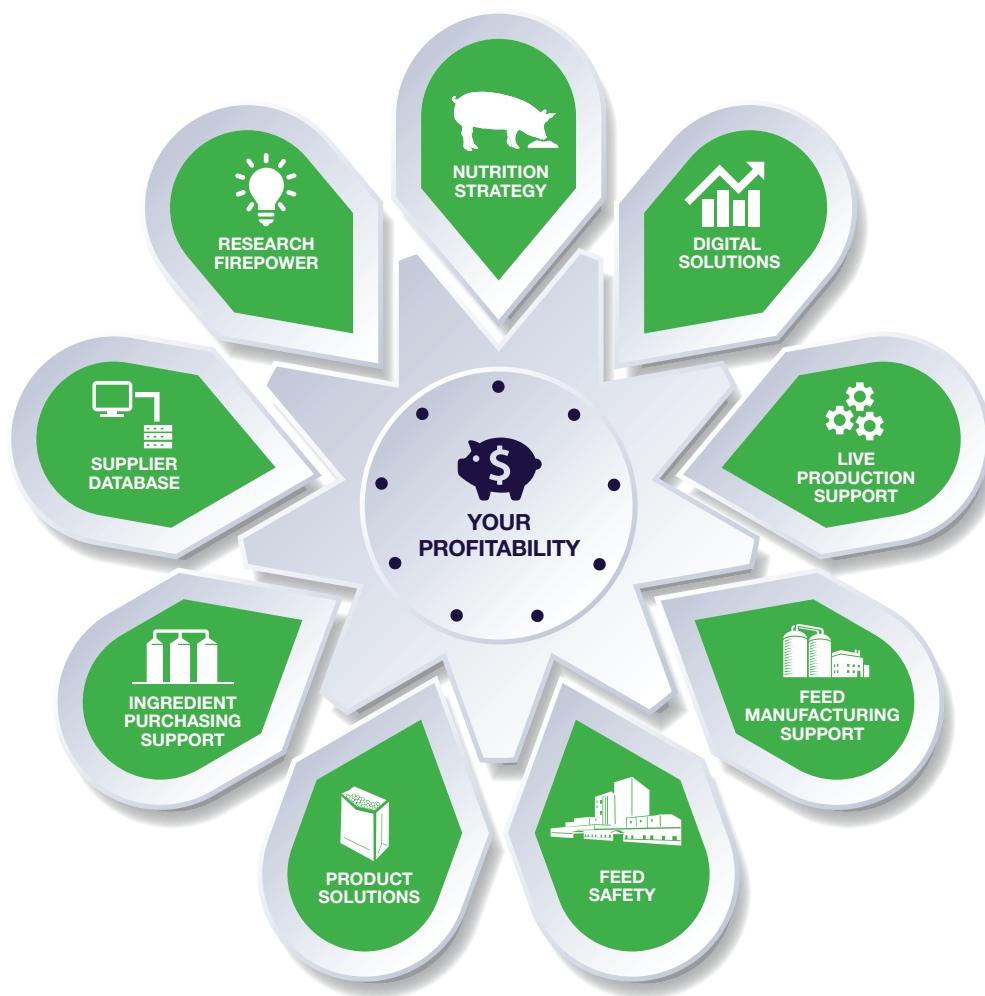 NUTRITION
STRATEGY
DIGITAL
SOLUTIONS
LIVE
PRODUCTION
SUPPORT
FEED
MANUFACTURING
SUPPORT
FEED
SAFETY
PRODUCT
SOLUTIONS
INGREDIENT
PURCHASING
SUPPORT
SUPPLIER
DATABASE
RESEARCH
FIREPOWER
$
YOUR
PROFITABILITY